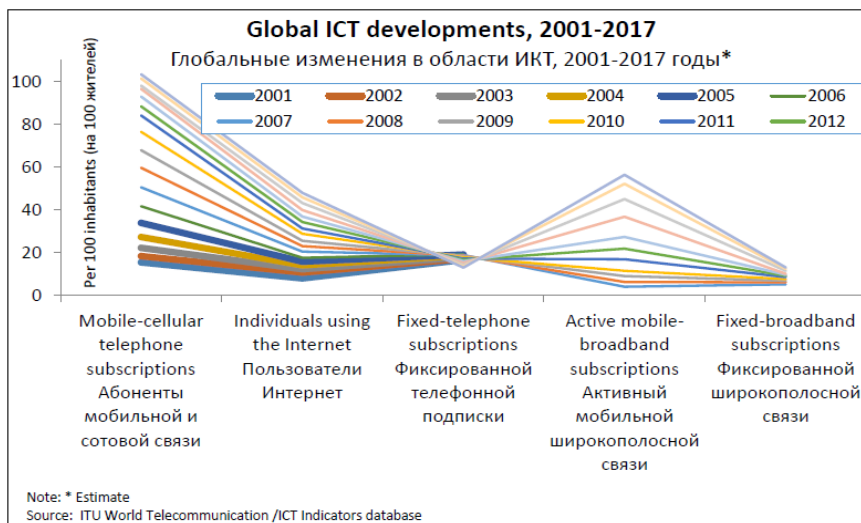 Global ICT developments, 2001-2017
Глобальные изменения в области ИКТ, 2001-2017 годы*
Per 100 inhabitants (на 100 жителей)
100
80
60
40
20
0
2001 2002 2003 2004 2005 2006
2007 2008 2009 2010 2011 2012
Mobile-cellular
telephone
subscriptions
Абоненты
мобильной и
сотовой связи
Individuals using
the Internet
Пользователи
Интернет
Fixed-telephone
subscriptions
Фиксированной
телефонной
подписки
Active mobile-
broadband
subscriptions
Активный
мобильной
широкополосной
связи
Fixed-broadband
subscriptions
Фиксированной
широкополосной
связи
Note: * Estimate
Source: ITU World Telecommunication /ICT Indicators database